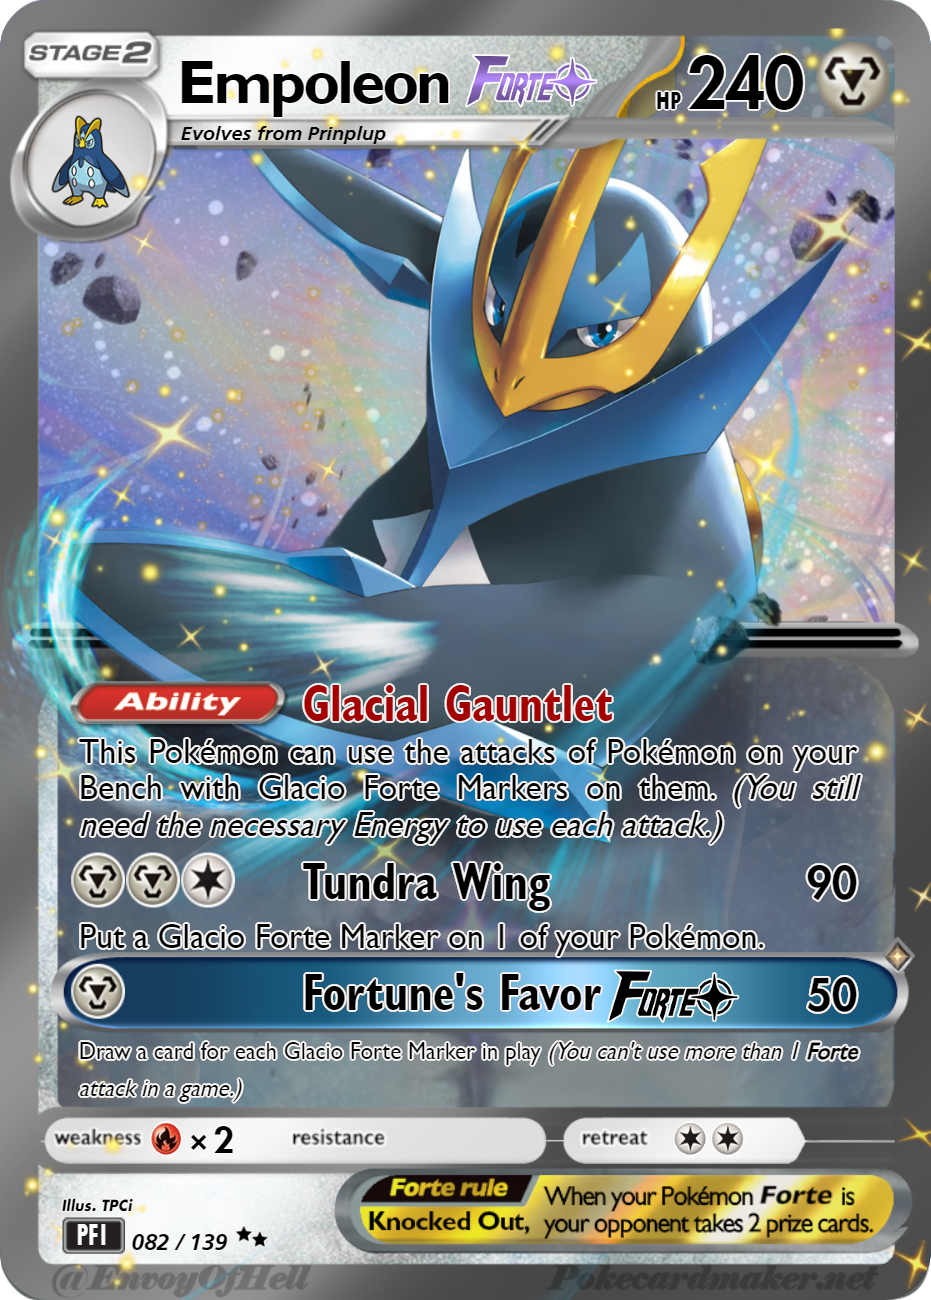 STAGE 2
Empoleon FORTE HP 240
Evolves from Prinplup
Ability Glacial Gauntlet
This Pokémon can use the attacks of Pokémon on your
Bench with Glacio Forte Markers on them. (You still
need the necessary Energy to use each attack.)
Tundra Wing 90
Put a Glacio Forte Marker on 1 of your Pokémon.
Fortune's Favor FORTE 50
Draw a card for each Glacio Forte Marker in play (You can't use more than 1 Forte
attack in a game.)
weakness × 2 resistance retreat
Illus. TPCi
PFI 082 / 139
Forte rule When your Pokémon Forte is
Knocked Out, your opponent takes 2 prize cards.
@EnvoyOfHell Pokecardmaker.net